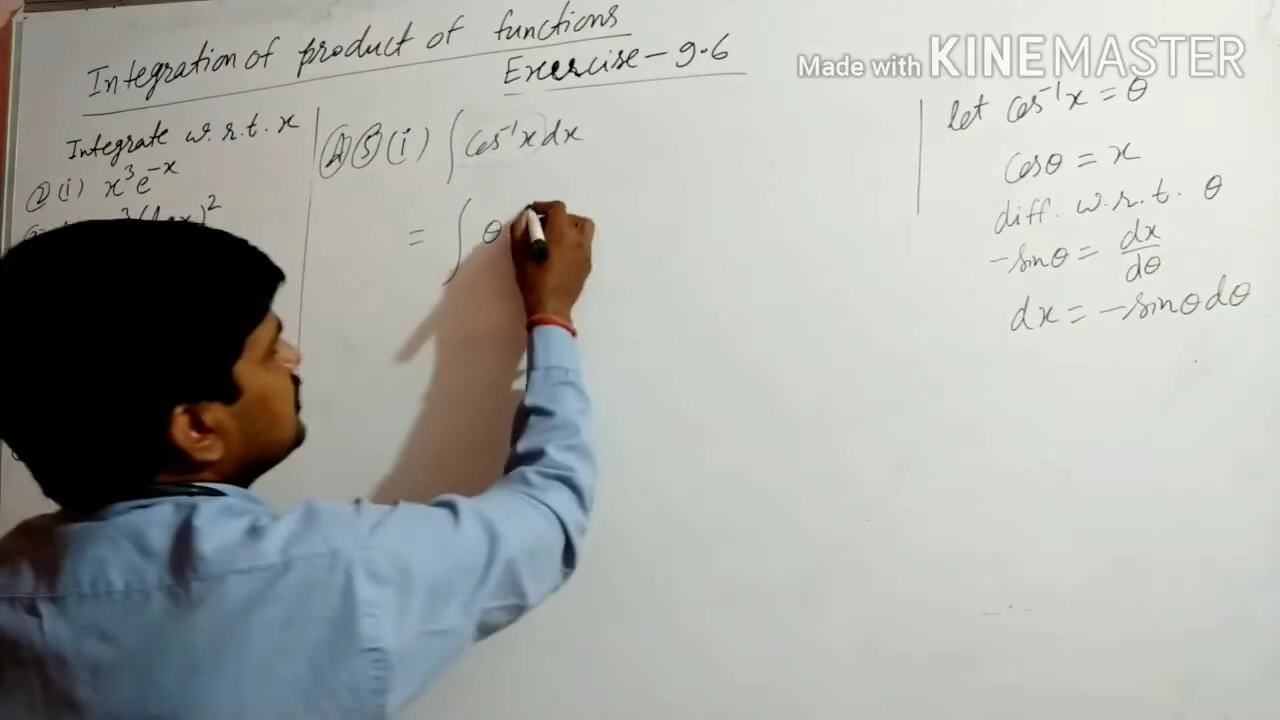 Integration of product of functions
Exercise - 9.6
Made with KINEMASTER
Integrate w.r.t. x
② (i) x³e⁻ˣ
④⑤ (i) ∫ cos⁻¹x dx
= ∫ θ
let cos⁻¹x = θ
cosθ = x
diff. w.r.t. θ
-sinθ = dx/dθ
dx = -sinθ dθ